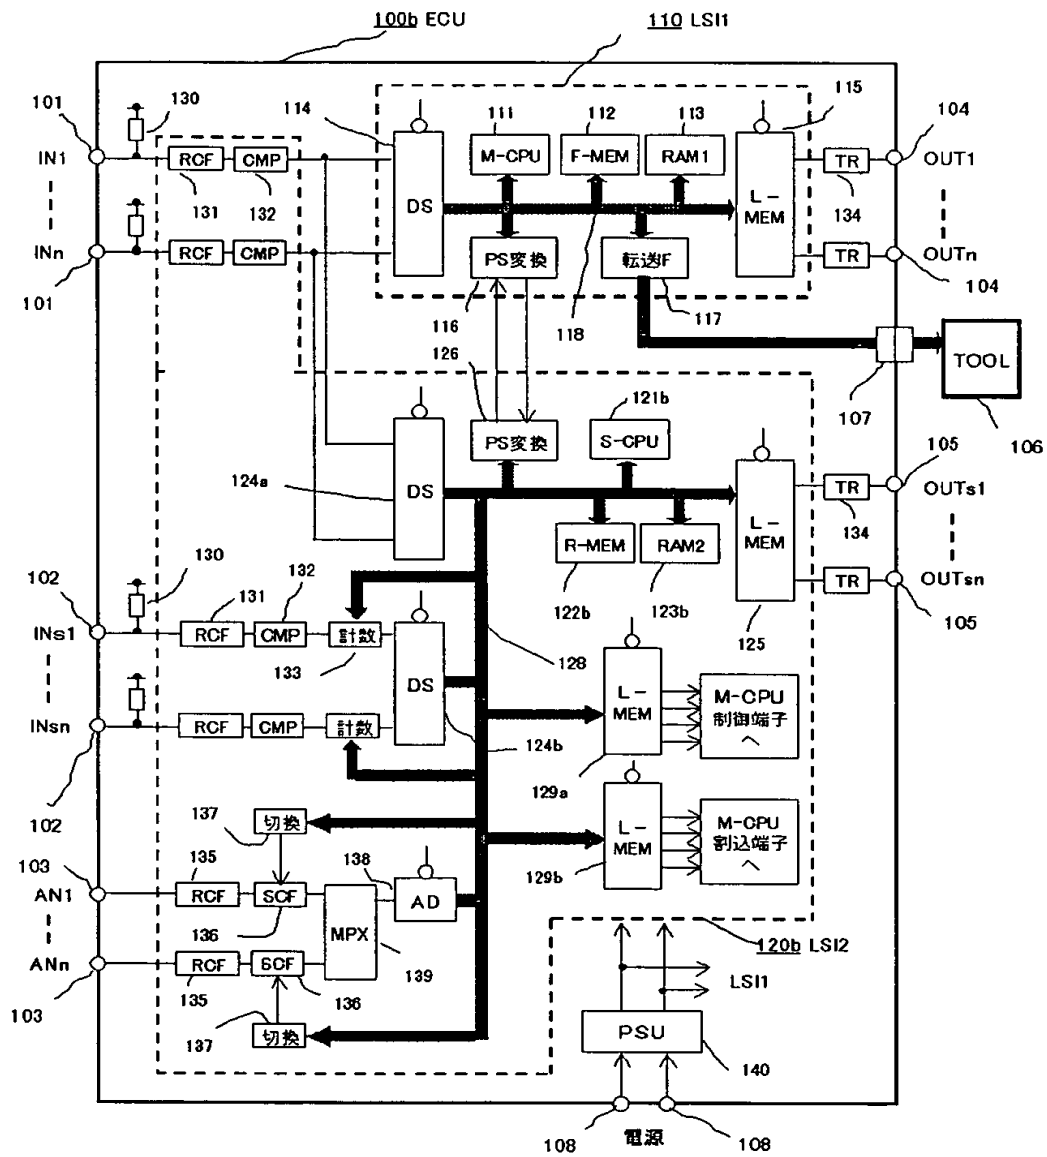 100b ECU
110 LSI1
101
130
114
111
112
113
115
104
IN1
RCF
CMP
M-CPU
F-MEM
RAM1
TR
OUT1
131
132
DS
L-
MEM
134
INn
RCF
CMP
PS変換
転送IF
TR
OUTn
101
116
118
117
104
126
TOOL
107
106
121b
PS変換
S-CPU
105
124a
DS
L-
MEM
TR
OUTs1
R-MEM
RAM2
134
130
122b
123b
TR
OUTsn
102
131
132
125
105
INs1
RCF
CMP
計数
133
DS
128
L-
MEM
M-CPU
制御端子
へ
INsn
RCF
CMP
計数
124b
129a
102
137
切換
L-
MEM
M-CPU
割込端子
へ
103
135
138
129b
AN1
RCF
SCF
AD
136
MPX
120b LSI2
ANn
RCF
SCF
139
LSI1
103
135
136
137
切換
PSU
140
108
電源
108